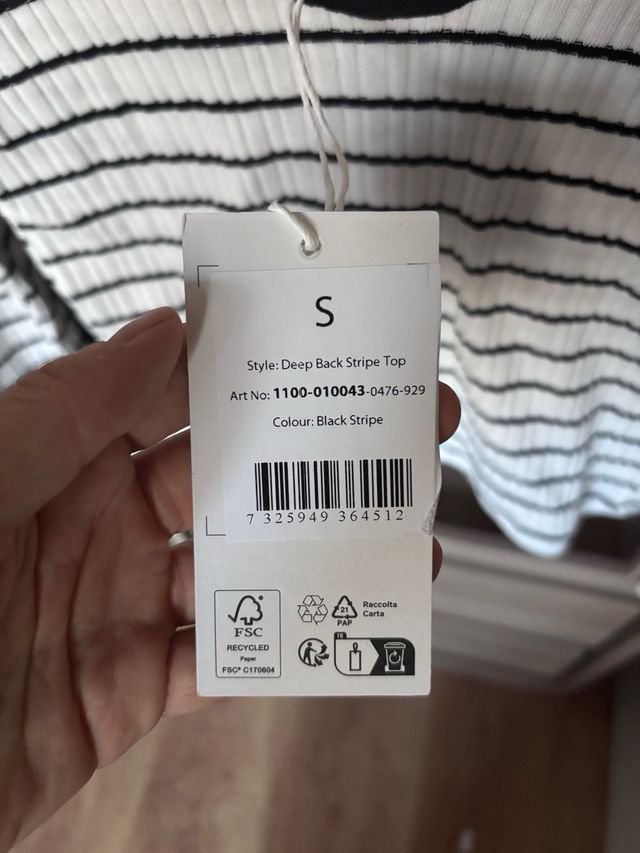 S
Style: Deep Back Stripe Top
Art No: 1100-010043-0476-929
Colour: Black Stripe
7 325949 364512
FSC
RECYCLED
Paper
FSC® C170604
21
PAP
Raccolta
Carta
FR